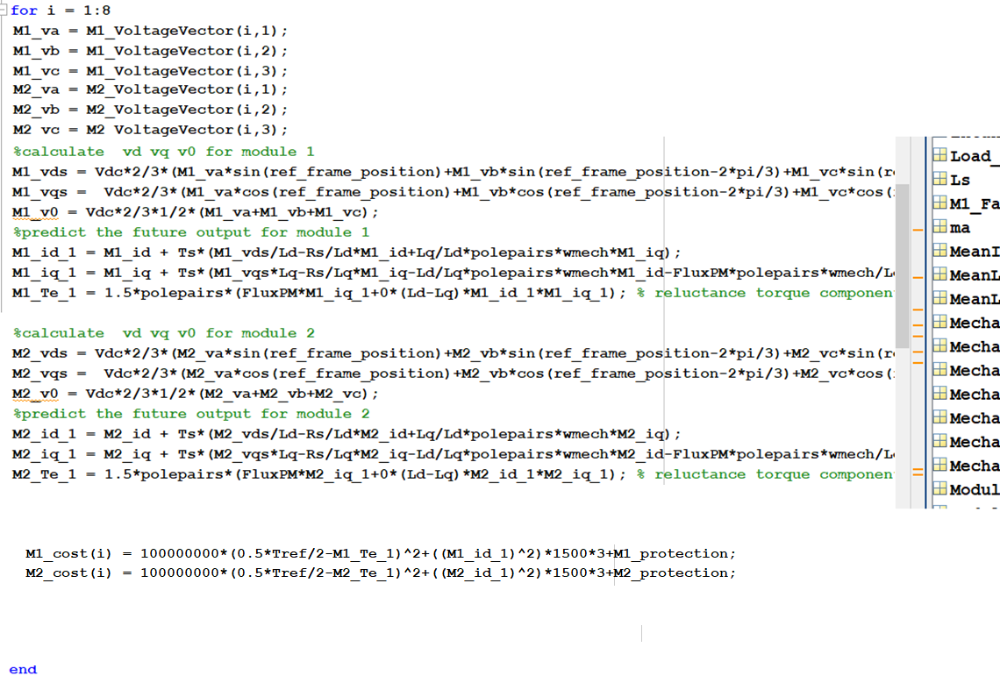 for i = 1:8
M1_va = M1_VoltageVector(i,1);
M1_vb = M1_VoltageVector(i,2);
M1_vc = M1_VoltageVector(i,3);
M2_va = M2_VoltageVector(i,1);
M2_vb = M2_VoltageVector(i,2);
M2 vc = M2 VoltageVector(i,3);
%calculate  vd vq v0 for module 1
M1_vds = Vdc*2/3*(M1_va*sin(ref_frame_position)+M1_vb*sin(ref_frame_position-2*pi/3)+M1_vc*sin(r
M1_vqs =  Vdc*2/3*(M1_va*cos(ref_frame_position)+M1_vb*cos(ref_frame_position-2*pi/3)+M1_vc*cos(
M1_v0 = Vdc*2/3*1/2*(M1_va+M1_vb+M1_vc);
%predict the future output for module 1
M1_id_1 = M1_id + Ts*(M1_vds/Ld-Rs/Ld*M1_id+Lq/Ld*polepairs*wmech*M1_iq);
M1_iq_1 = M1_iq + Ts*(M1_vqs*Lq-Rs/Lq*M1_iq-Ld/Lq*polepairs*wmech*M1_id-FluxPM*polepairs*wmech/L
M1_Te_1 = 1.5*polepairs*(FluxPM*M1_iq_1+0*(Ld-Lq)*M1_id_1*M1_iq_1); % reluctance torque componen
%calculate  vd vq v0 for module 2
M2_vds = Vdc*2/3*(M2_va*sin(ref_frame_position)+M2_vb*sin(ref_frame_position-2*pi/3)+M2_vc*sin(r
M2_vqs =  Vdc*2/3*(M2_va*cos(ref_frame_position)+M2_vb*cos(ref_frame_position-2*pi/3)+M2_vc*cos(
M2_v0 = Vdc*2/3*1/2*(M2_va+M2_vb+M2_vc);
%predict the future output for module 2
M2_id_1 = M2_id + Ts*(M2_vds/Ld-Rs/Ld*M2_id+Lq/Ld*polepairs*wmech*M2_iq);
M2_iq_1 = M2_iq + Ts*(M2_vqs*Lq-Rs/Lq*M2_iq-Ld/Lq*polepairs*wmech*M2_id-FluxPM*polepairs*wmech/L
M2_Te_1 = 1.5*polepairs*(FluxPM*M2_iq_1+0*(Ld-Lq)*M2_id_1*M2_iq_1); % reluctance torque componen
M1_cost(i) = 100000000*(0.5*Tref/2-M1_Te_1)^2+((M1_id_1)^2)*1500*3+M1_protection;
M2_cost(i) = 100000000*(0.5*Tref/2-M2_Te_1)^2+((M2_id_1)^2)*1500*3+M2_protection;
end
Load_
Ls
M1_Fa
ma
MeanI
MeanL
MeanL
Mecha
Mecha
Mecha
Mecha
Mecha
Mecha
Mecha
Modul